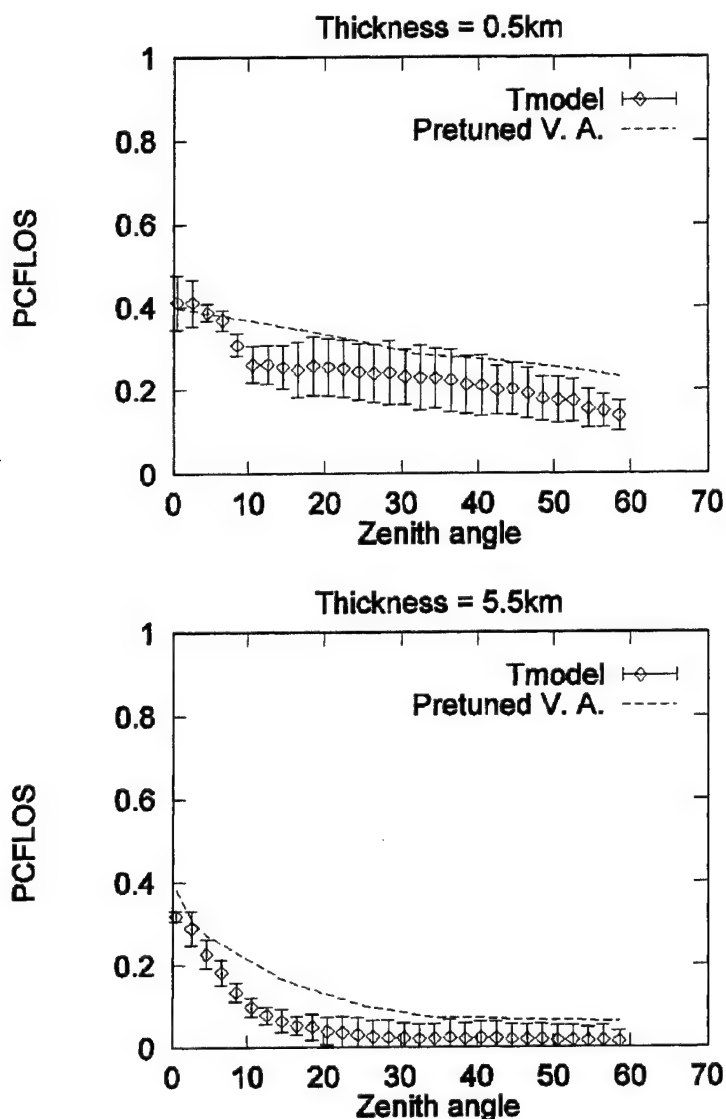 Thickness = 0.5km
1
0.8
0.6
0.4
0.2
0
PCFLOS
Tmodel
Pretuned V. A.
0 10 20 30 40 50 60 70
Zenith angle
Thickness = 5.5km
1
0.8
0.6
0.4
0.2
0
PCFLOS
Tmodel
Pretuned V. A.
0 10 20 30 40 50 60 70
Zenith angle